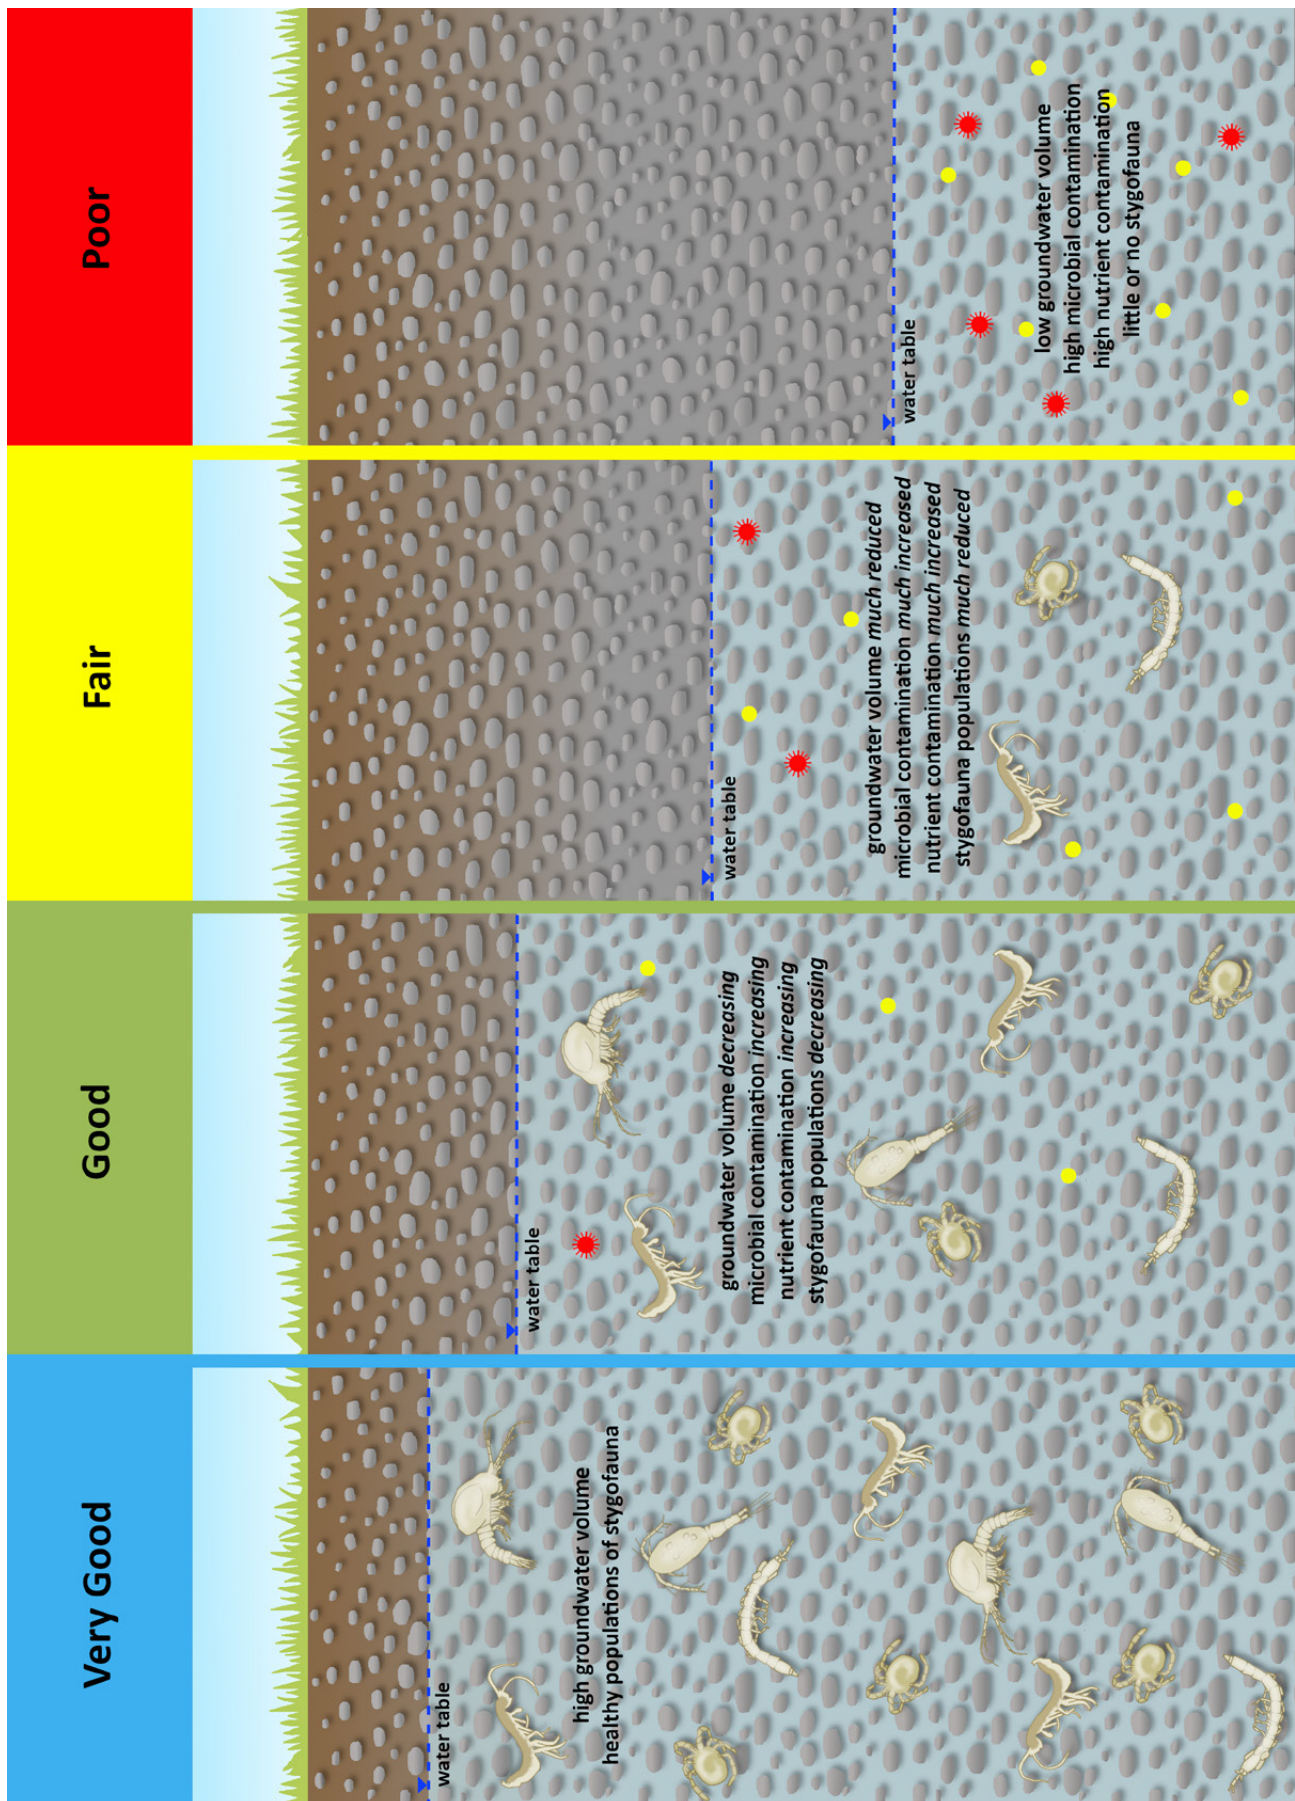 Very Good
water table
high groundwater volume
healthy populations of stygofauna
Good
water table
groundwater volume decreasing
microbial contamination increasing
nutrient contamination increasing
stygofauna populations decreasing
Fair
water table
groundwater volume much reduced
microbial contamination much increased
nutrient contamination much increased
stygofauna populations much reduced
Poor
water table
low groundwater volume
high microbial contamination
high nutrient contamination
little or no stygofauna